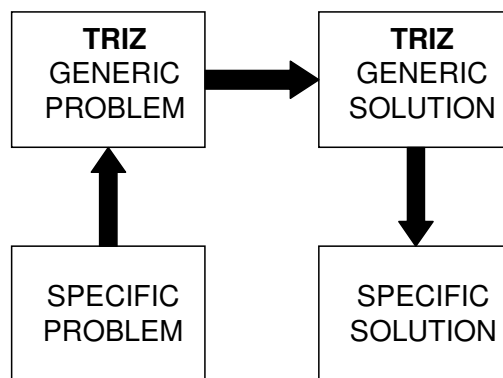 TRIZ
GENERIC
PROBLEM
TRIZ
GENERIC
SOLUTION
SPECIFIC
PROBLEM
SPECIFIC
SOLUTION